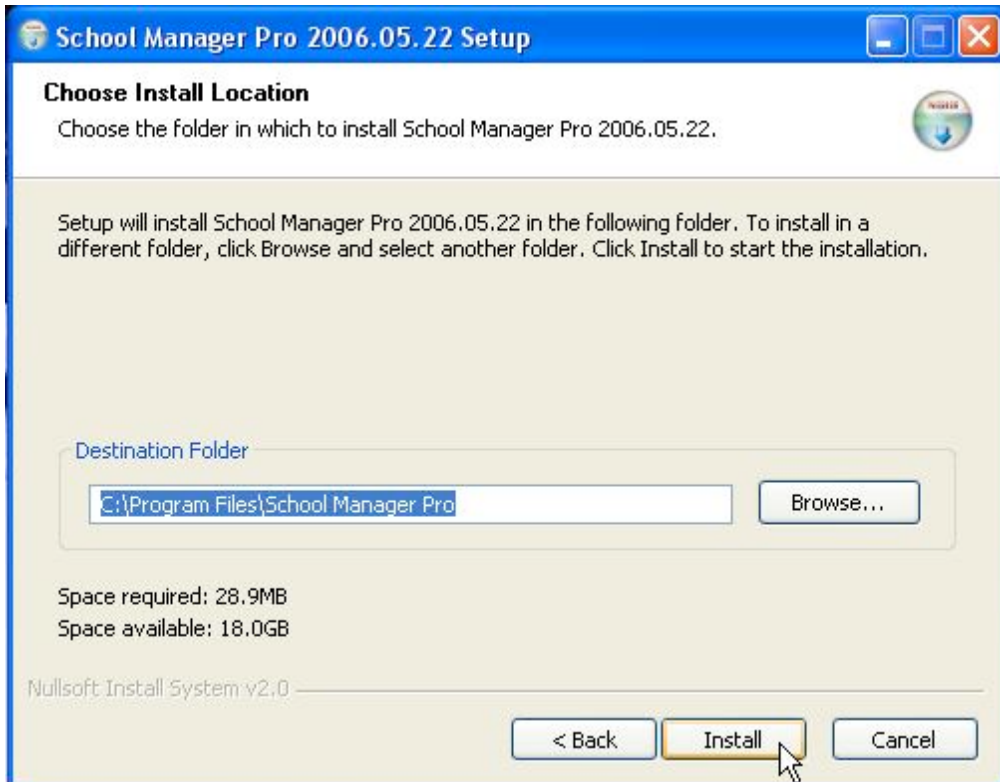 School Manager Pro 2006.05.22 Setup
Choose Install Location
Choose the folder in which to install School Manager Pro 2006.05.22.
Setup will install School Manager Pro 2006.05.22 in the following folder. To install in a
different folder, click Browse and select another folder. Click Install to start the installation.
Destination Folder
C:\Program Files\School Manager Pro
Browse...
Space required: 28.9MB
Space available: 18.0GB
Nullsoft Install System v2.0
< Back
Install
Cancel